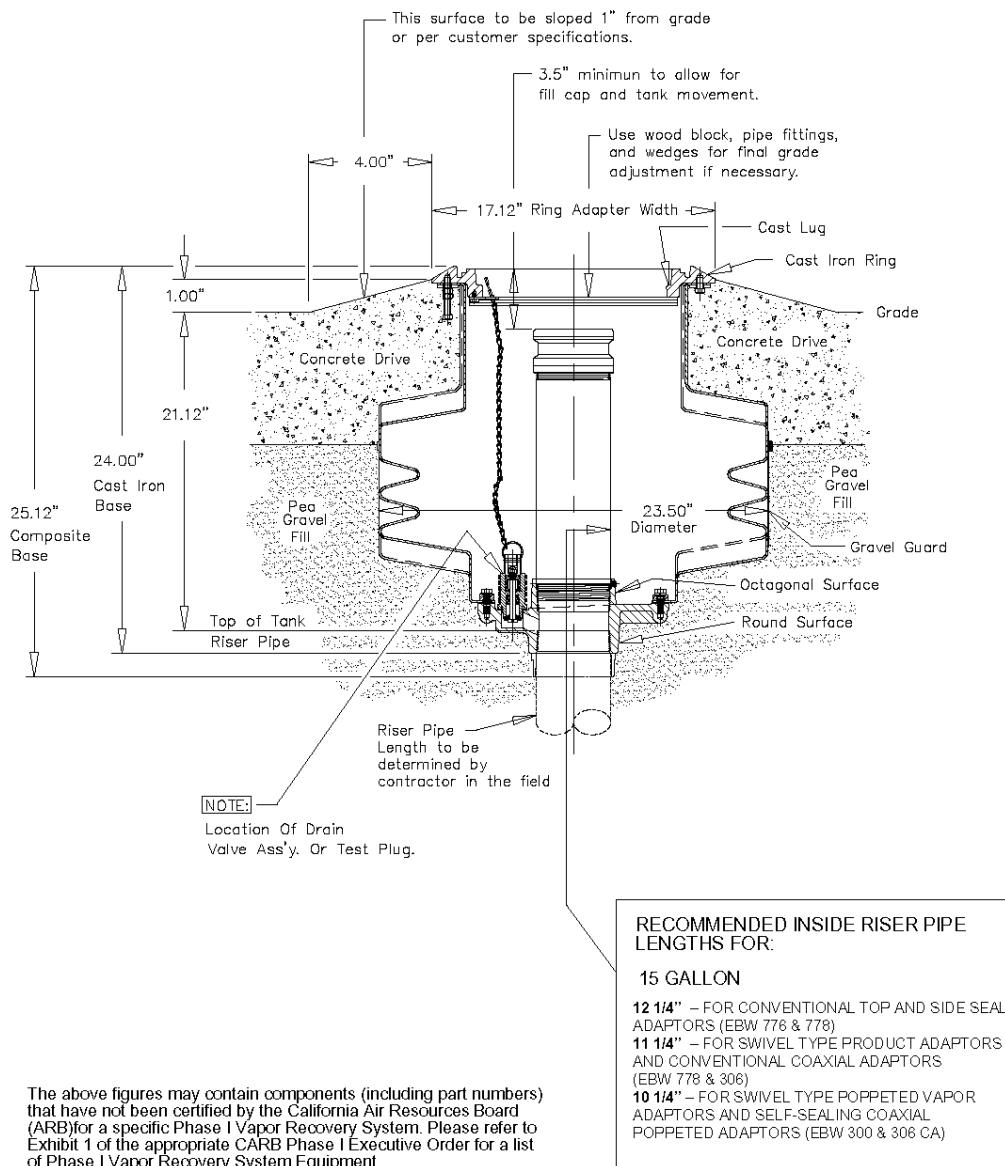 This surface to be sloped 1" from grade
or per customer specifications.
3.5" minimun to allow for
fill cap and tank movement.
Use wood block, pipe fittings,
and wedges for final grade
adjustment if necessary.
4.00"
17.12" Ring Adapter Width
Cast Lug
Cast Iron Ring
1.00"
Grade
Concrete Drive
Concrete Drive
21.12"
24.00"
Cast Iron
Base
25.12"
Composite
Base
Pea
Gravel
Fill
Pea
Gravel
Fill
23.50"
Diameter
Gravel Guard
Octagonal Surface
Round Surface
Top of Tank
Riser Pipe
Riser Pipe
Length to be
determined by
contractor in the field
NOTE:
Location Of Drain
Valve Ass'y. Or Test Plug.
RECOMMENDED INSIDE RISER PIPE
LENGTHS FOR:
15 GALLON
12 1/4" – FOR CONVENTIONAL TOP AND SIDE SEAL
ADAPTORS (EBW 776 & 778)
11 1/4" – FOR SWIVEL TYPE PRODUCT ADAPTORS
AND CONVENTIONAL COAXIAL ADAPTORS
(EBW 778 & 306)
10 1/4" – FOR SWIVEL TYPE POPPETED VAPOR
ADAPTORS AND SELF-SEALING COAXIAL
POPPETED ADAPTORS (EBW 300 & 306 CA)
The above figures may contain components (including part numbers)
that have not been certified by the California Air Resources Board
(ARB)for a specific Phase I Vapor Recovery System. Please refer to
Exhibit 1 of the appropriate CARB Phase I Executive Order for a list
of Phase I Vapor Recovery System Equipment